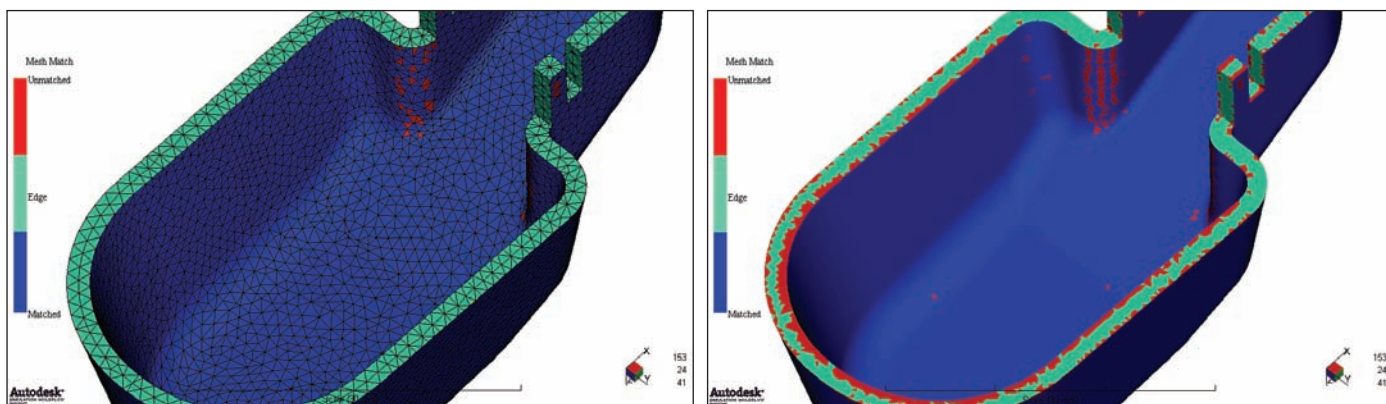 Mesh Match
Unmatched
Edge
Matched
Autodesk
X
Y
153
24
41
Mesh Match
Unmatched
Edge
Matched
Autodesk
X
Y
153
24
41